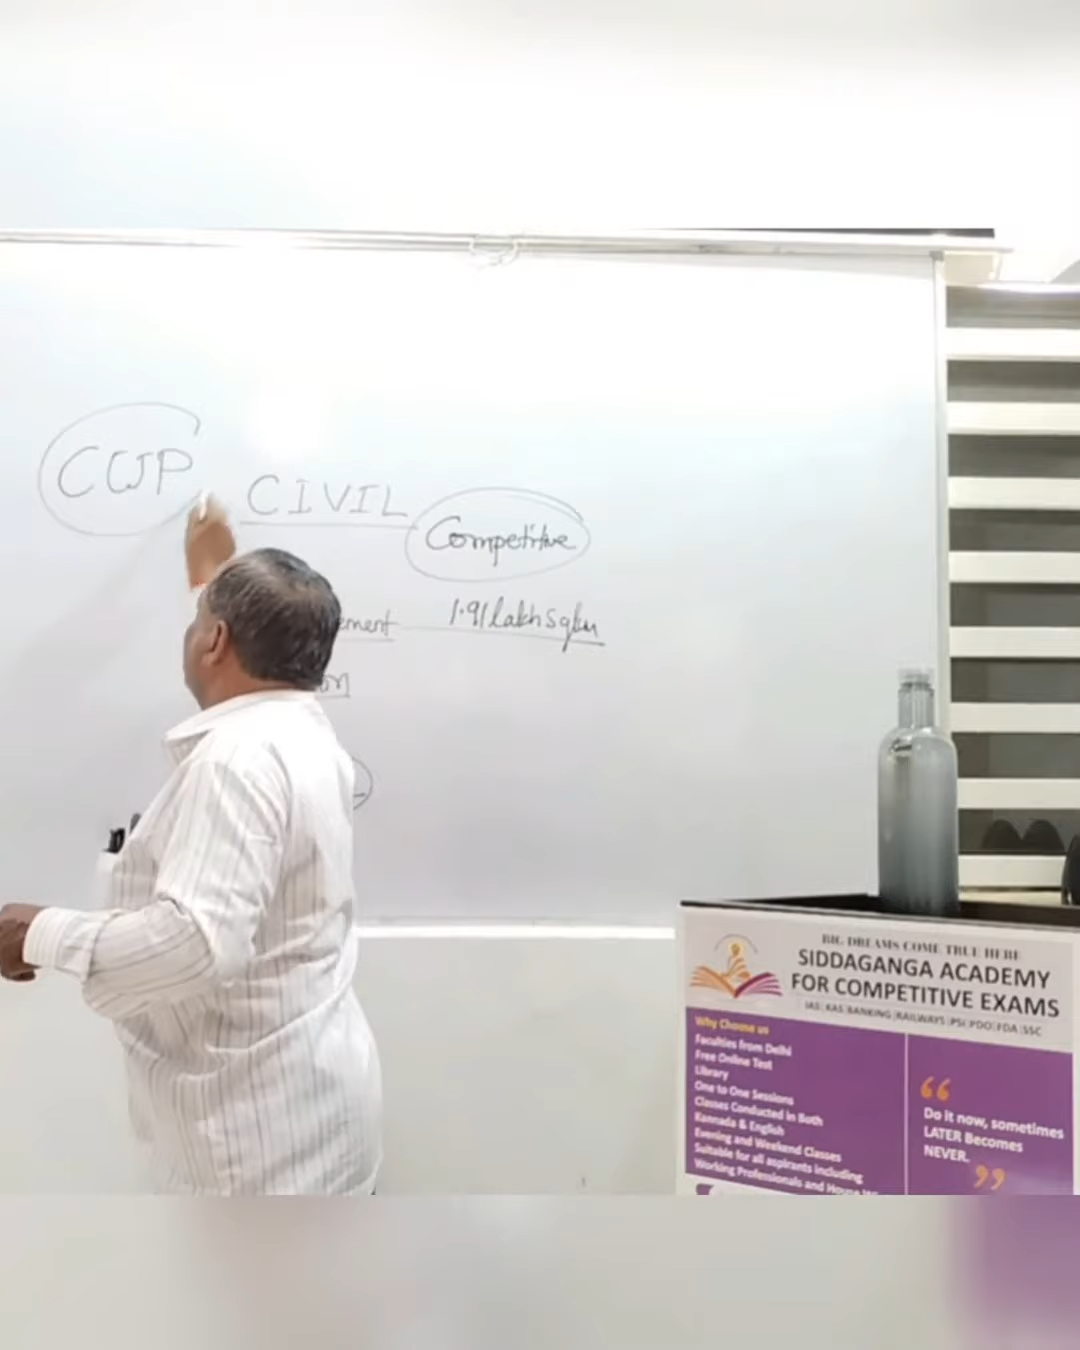 CWP
CIVIL
Competitive
ement 1.91 lakh Sqkm
on
BIG DREAMS COME TRUE HERE
SIDDAGANGA ACADEMY
FOR COMPETITIVE EXAMS
IAS|KAS|BANKING|RAILWAYS|PSI|PDO|FDA|SSC
Why Choose us
Faculties from Delhi
Free Online Test
Library
One to One Sessions
Classes Conducted in Both
Kannada & English
Evening and Weekend Classes
Suitable for all aspirants including
Working Professionals and House
“
Do it now, sometimes
LATER Becomes
NEVER.
”